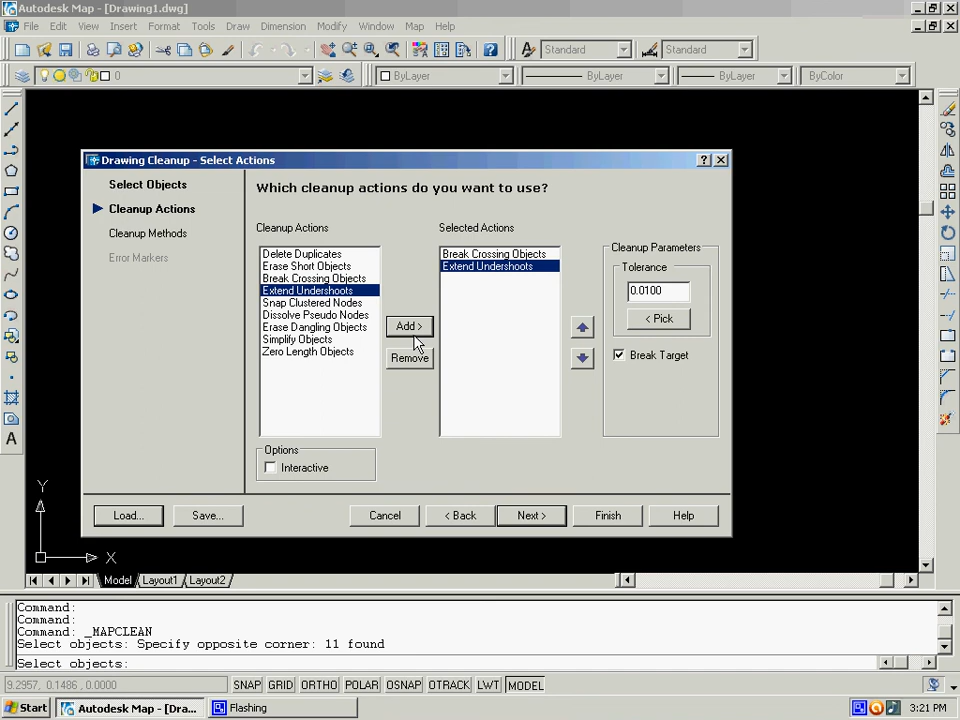 Autodesk Map - [Drawing1.dwg]
File Edit View Insert Format Tools Draw Dimension Modify Window Map Help
Standard Standard
0 ByLayer ByLayer ByLayer ByColor
Drawing Cleanup - Select Actions
Select Objects
Cleanup Actions
Cleanup Methods
Error Markers
Which cleanup actions do you want to use?
Cleanup Actions
Delete Duplicates
Erase Short Objects
Break Crossing Objects
Extend Undershoots
Snap Clustered Nodes
Dissolve Pseudo Nodes
Erase Dangling Objects
Simplify Objects
Zero Length Objects
Add >
Remove
Selected Actions
Break Crossing Objects
Extend Undershoots
Cleanup Parameters
Tolerance
0.0100
< Pick
Break Target
Options
Interactive
Load... Save... Cancel < Back Next > Finish Help
Y
X
Model Layout1 Layout2
Command:
Command:
Command: _MAPCLEAN
Select objects: Specify opposite corner: 11 found
Select objects:
9.2957, 0.1486 , 0.0000 SNAP GRID ORTHO POLAR OSNAP OTRACK LWT MODEL
Start Autodesk Map - [Dra... Flashing 3:21 PM